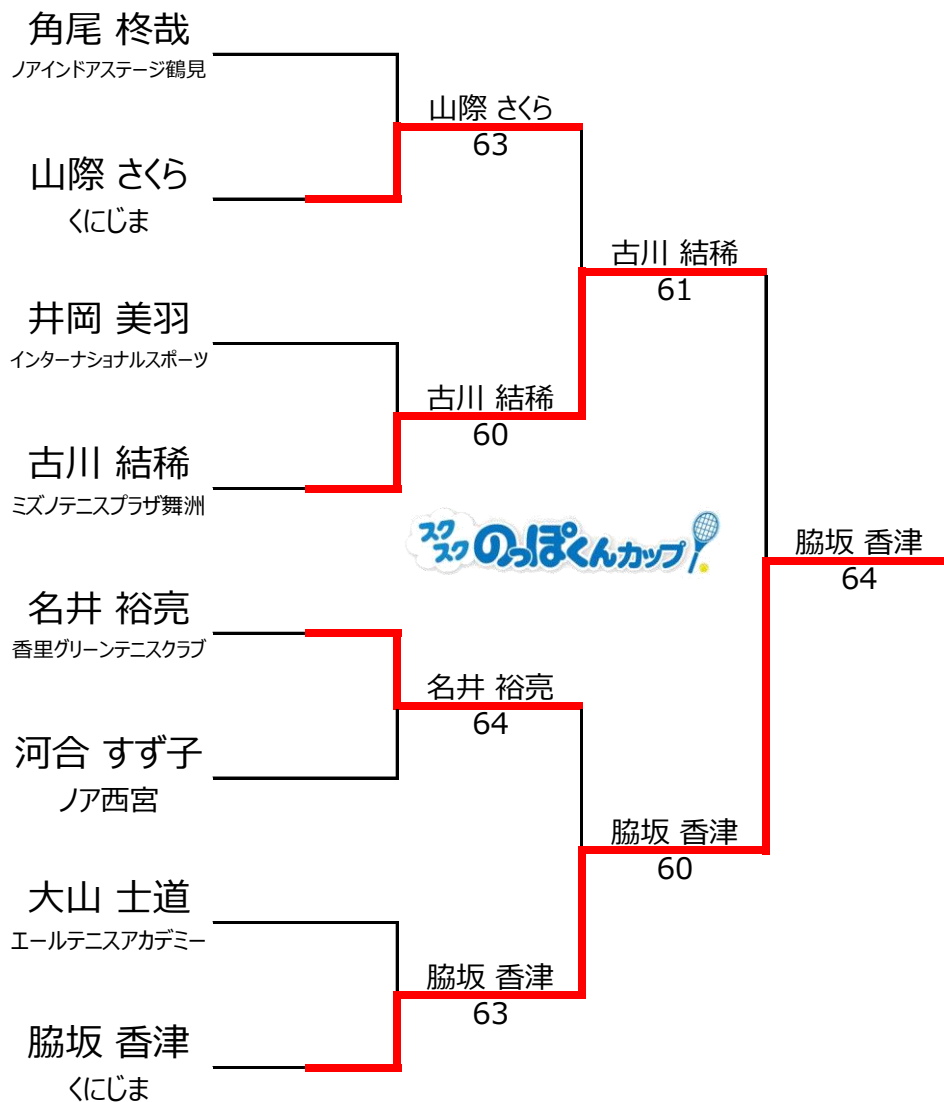 角尾 柊哉
ノアインドアステージ鶴見
山際 さくら
63
山際 さくら
くにじま
古川 結稀
61
井岡 美羽
インターナショナルスポーツ
古川 結稀
60
古川 結稀
ミズノテニスプラザ舞洲
スクスク のっぽくんカップ
脇坂 香津
64
名井 裕亮
香里グリーンテニスクラブ
名井 裕亮
64
河合 すず子
ノア西宮
脇坂 香津
60
大山 士道
エールテニスアカデミー
脇坂 香津
63
脇坂 香津
くにじま